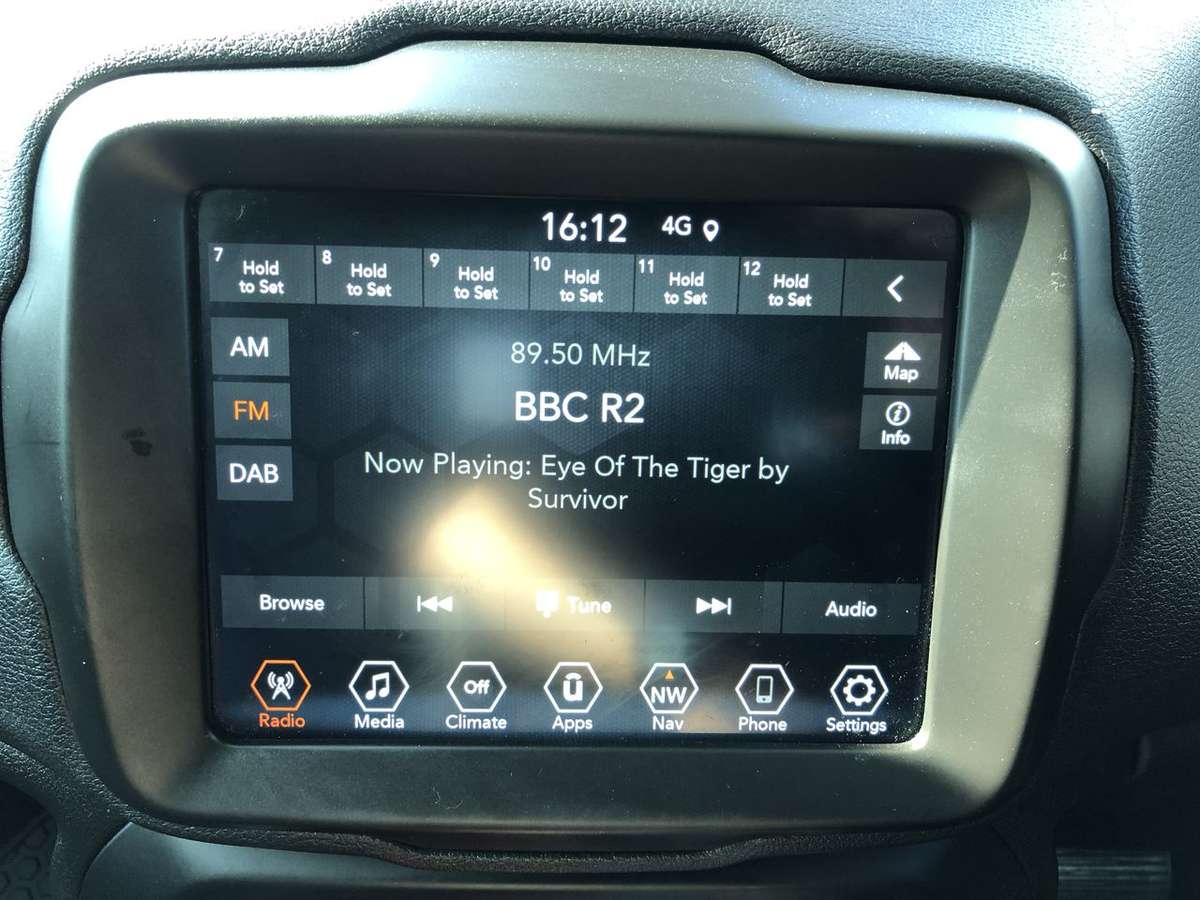 16:12 4G
7 Hold to Set
8 Hold to Set
9 Hold to Set
10 Hold to Set
11 Hold to Set
12 Hold to Set
AM
89.50 MHz
Map
FM
BBC R2
Info
DAB
Now Playing: Eye Of The Tiger by
Survivor
Browse Tune Audio
Off NW
Radio Media Climate Apps Nav Phone Settings